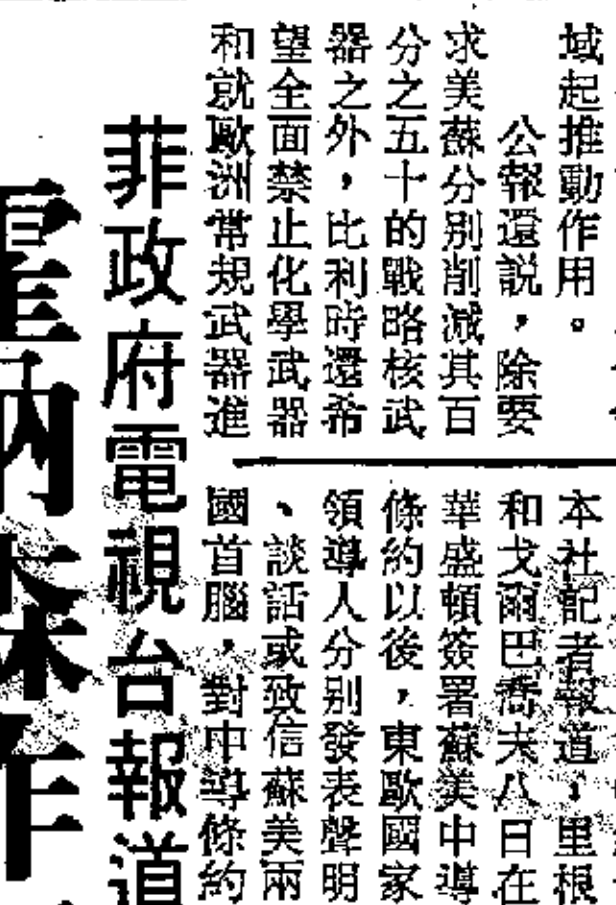 域起推動作用。
公報還説，除要
求美蘇分別削減其百
分之五十的戰略核武
器之外，比利時還希
望全面禁止化學武器
和就歐洲常規武器進
本社記者報道，里根
和戈爾巴喬夫八日在
華盛頓簽署蘇美中導
條約以後，東歐國家
領導人分別發表聲明
、談話或致信蘇美兩
國首腦，對中導條約
菲政府電視台報道